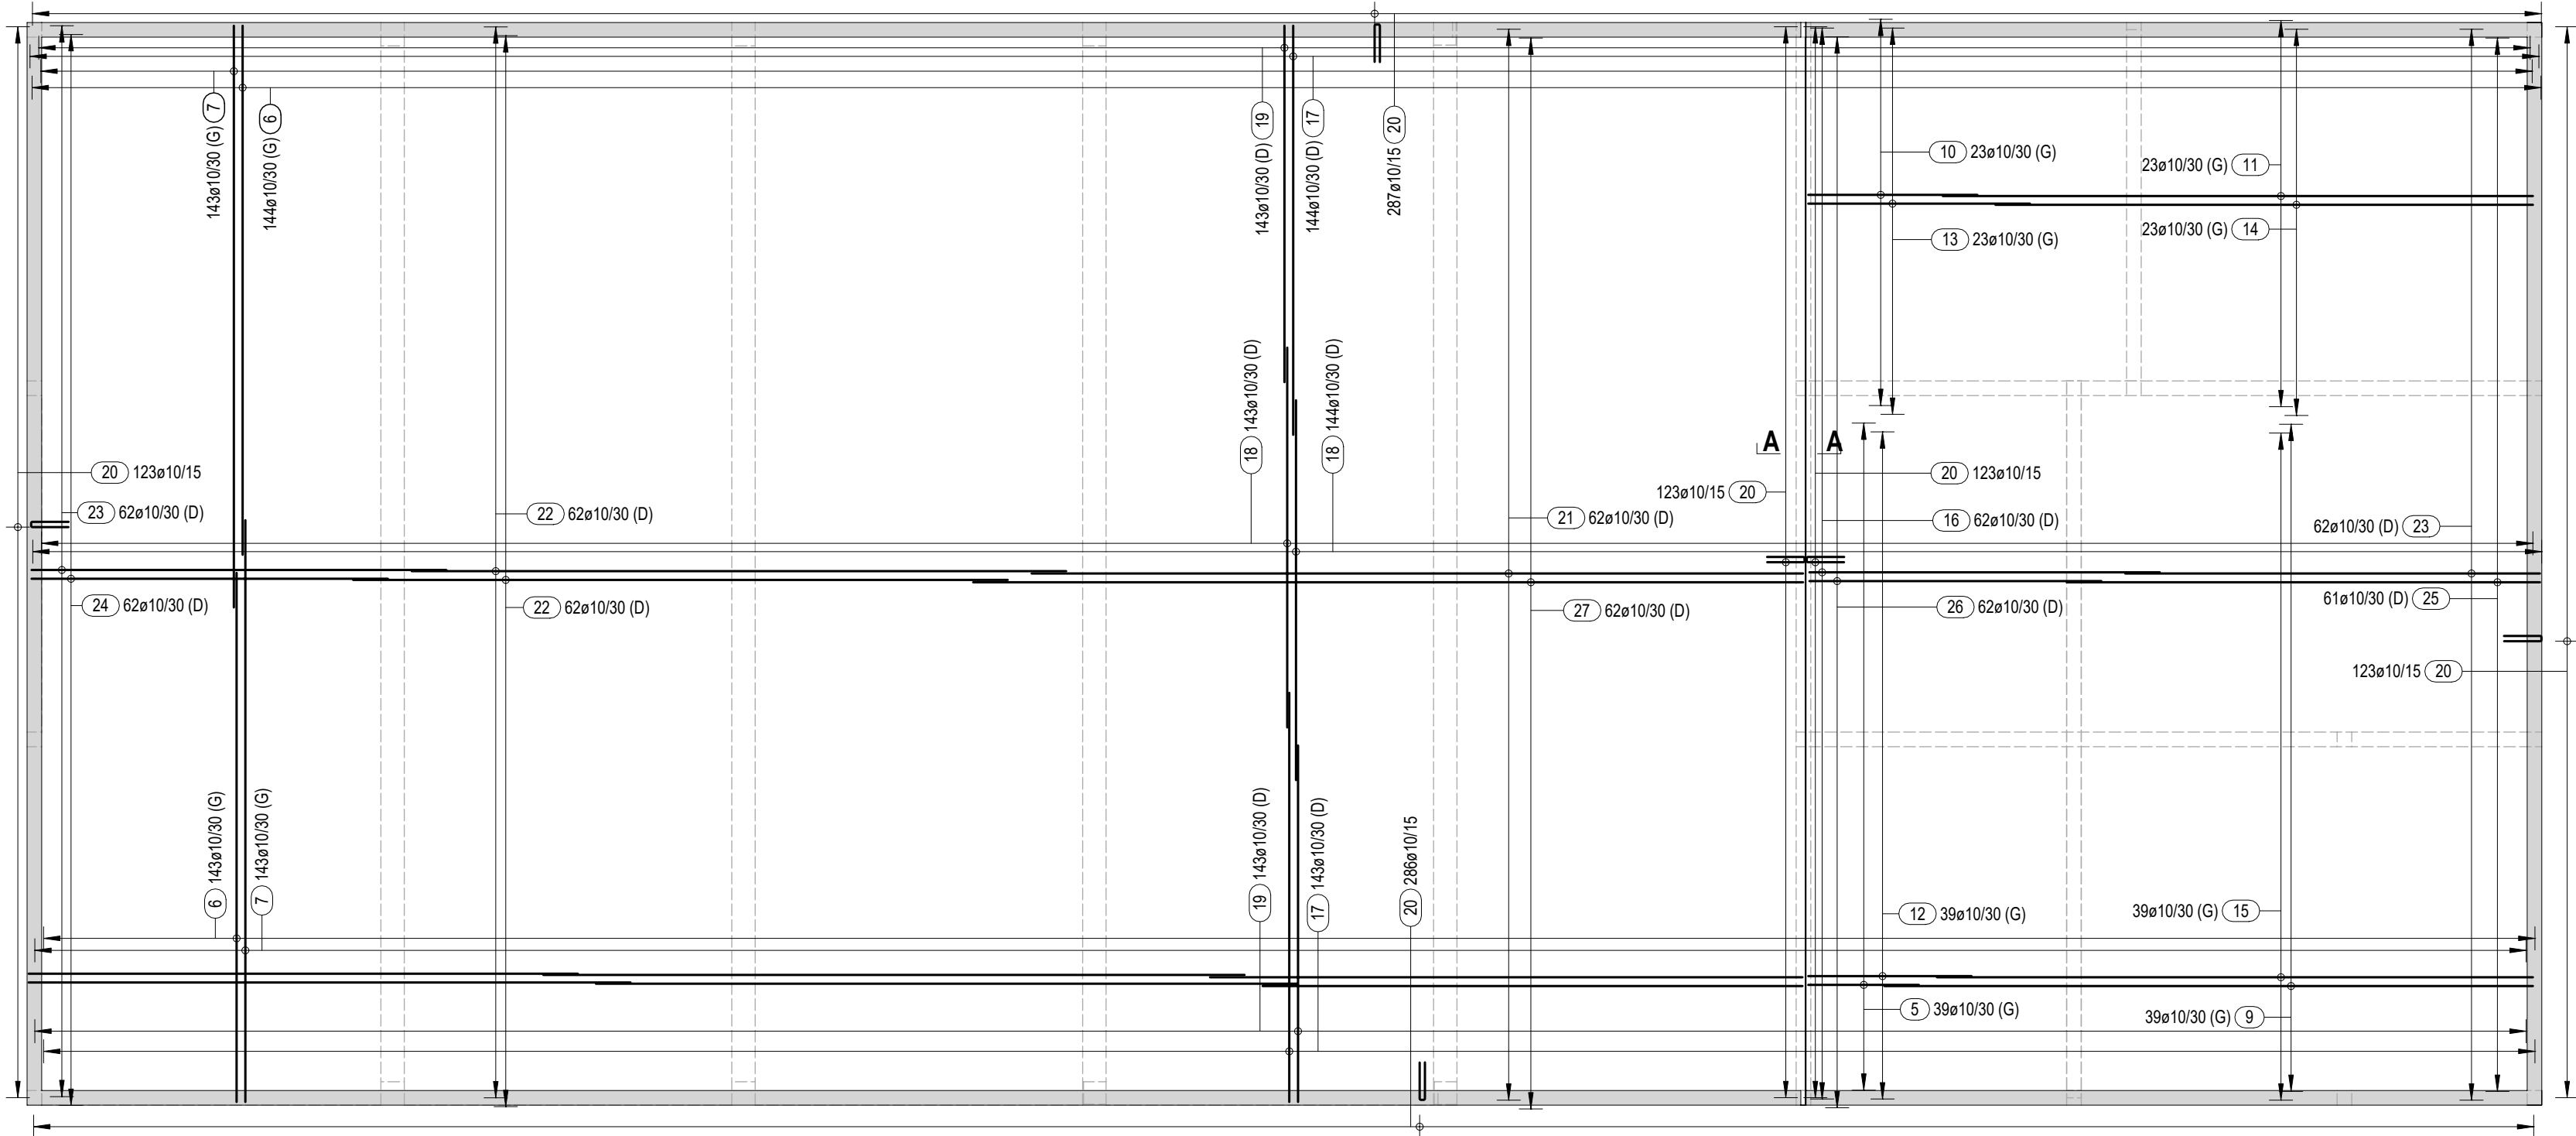 143ø10/30 (G) 7
144ø10/30 (G) 6
143ø10/30 (D) 19
144ø10/30 (D) 17
287ø10/15 20
10 23ø10/30 (G)
23ø10/30 (G) 11
13 23ø10/30 (G)
23ø10/30 (G) 14
18 143ø10/30 (D)
18 144ø10/30 (D)
A A
20 123ø10/15
123ø10/15 20
20 123ø10/15
23 62ø10/30 (D)
22 62ø10/30 (D)
21 62ø10/30 (D)
16 62ø10/30 (D)
62ø10/30 (D) 23
24 62ø10/30 (D)
22 62ø10/30 (D)
27 62ø10/30 (D)
26 62ø10/30 (D)
61ø10/30 (D) 25
123ø10/15 20
6 143ø10/30 (G)
7 143ø10/30 (G)
19 143ø10/30 (D)
17 143ø10/30 (D)
20 286ø10/15
12 39ø10/30 (G)
39ø10/30 (G) 15
5 39ø10/30 (G)
39ø10/30 (G) 9